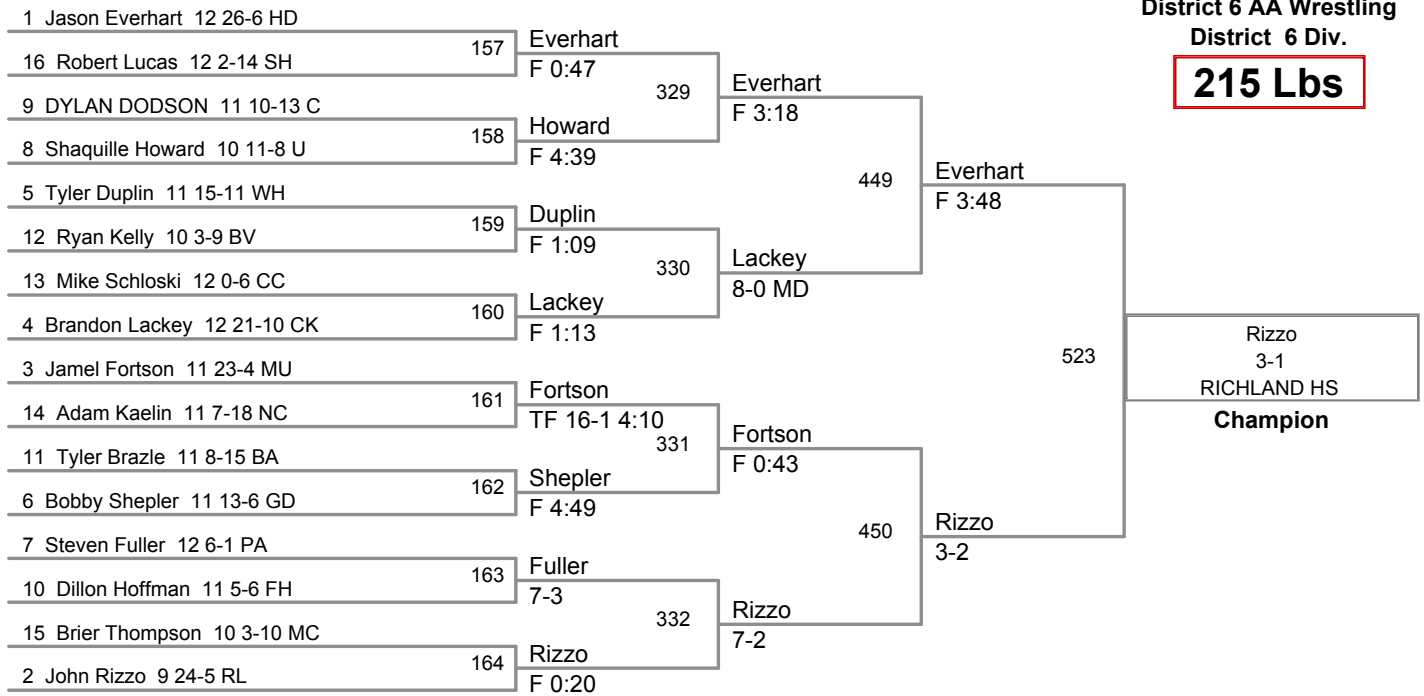 District 6 AA Wrestling
District 6 Div.
215 Lbs
1 Jason Everhart 12 26-6 HD
16 Robert Lucas 12 2-14 SH
9 DYLAN DODSON 11 10-13 C
8 Shaquille Howard 10 11-8 U
5 Tyler Duplin 11 15-11 WH
12 Ryan Kelly 10 3-9 BV
13 Mike Schloski 12 0-6 CC
4 Brandon Lackey 12 21-10 CK
3 Jamel Fortson 11 23-4 MU
14 Adam Kaelin 11 7-18 NC
11 Tyler Brazle 11 8-15 BA
6 Bobby Shepler 11 13-6 GD
7 Steven Fuller 12 6-1 PA
10 Dillon Hoffman 11 5-6 FH
15 Brier Thompson 10 3-10 MC
2 John Rizzo 9 24-5 RL
157
158
159
160
161
162
163
164
Everhart
F 0:47
Howard
F 4:39
Duplin
F 1:09
Lackey
F 1:13
Fortson
TF 16-1 4:10
Shepler
F 4:49
Fuller
7-3
Rizzo
F 0:20
329
330
331
332
Everhart
F 3:18
Lackey
8-0 MD
Fortson
F 0:43
Rizzo
7-2
449
450
Everhart
F 3:48
Rizzo
3-2
523
Rizzo
3-1
RICHLAND HS
Champion